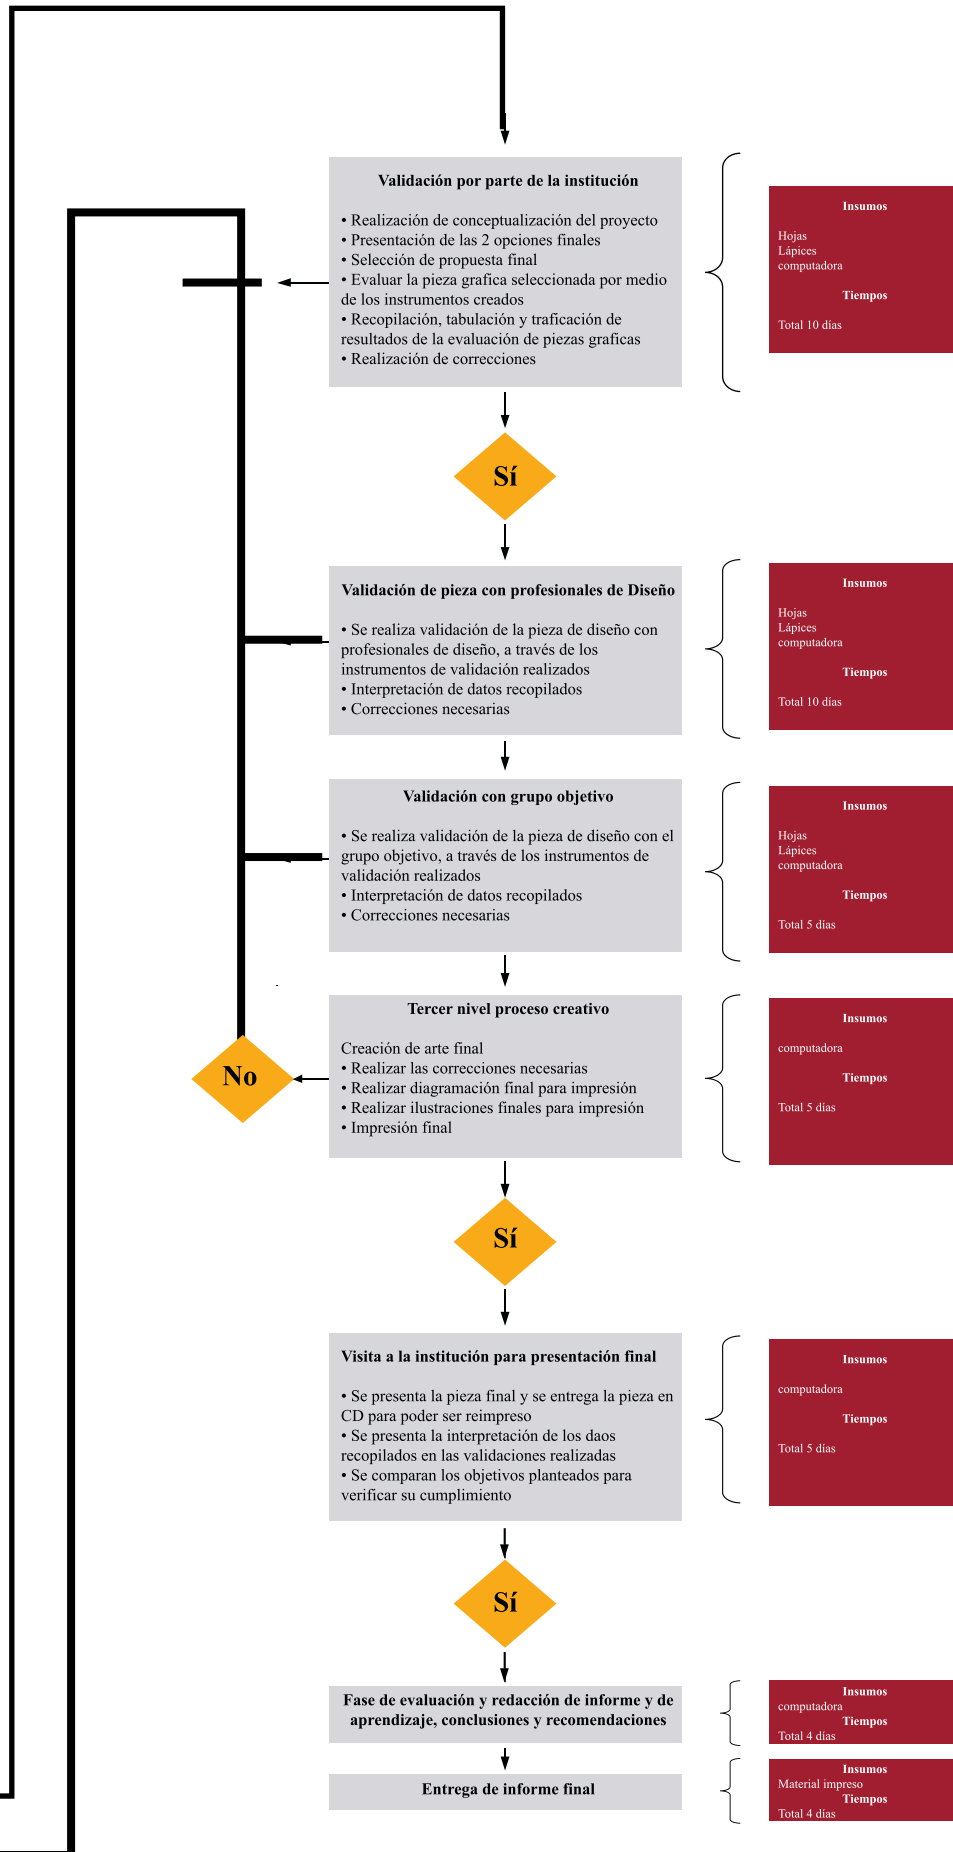 Validación por parte de la institución
• Realización de conceptualización del proyecto
• Presentación de las 2 opciones finales
• Selección de propuesta final
• Evaluar la pieza grafica seleccionada por medio
de los instrumentos creados
• Recopilación, tabulación y traficación de
resultados de la evaluación de piezas graficas
• Realización de correcciones
Insumos
Hojas
Lápices
computadora
Tiempos
Total 10 días
Sí
Validación de pieza con profesionales de Diseño
• Se realiza validación de la pieza de diseño con
profesionales de diseño, a través de los
instrumentos de validación realizados
• Interpretación de datos recopilados
• Correcciones necesarias
Insumos
Hojas
Lápices
computadora
Tiempos
Total 10 días
Validación con grupo objetivo
• Se realiza validación de la pieza de diseño con el
grupo objetivo, a través de los instrumentos de
validación realizados
• Interpretación de datos recopilados
• Correcciones necesarias
Insumos
Hojas
Lápices
computadora
Tiempos
Total 5 días
Tercer nivel proceso creativo
Creación de arte final
• Realizar las correcciones necesarias
• Realizar diagramación final para impresión
• Realizar ilustraciones finales para impresión
• Impresión final
Insumos
computadora
Tiempos
Total 5 días
No
Sí
Visita a la institución para presentación final
• Se presenta la pieza final y se entrega la pieza en
CD para poder ser reimpreso
• Se presenta la interpretación de los daos
recopilados en las validaciones realizadas
• Se comparan los objetivos planteados para
verificar su cumplimiento
Insumos
computadora
Tiempos
Total 5 días
Sí
Fase de evaluación y redacción de informe y de
aprendizaje, conclusiones y recomendaciones
Insumos
computadora
Tiempos
Total 4 días
Entrega de informe final
Insumos
Material impreso
Tiempos
Total 4 días